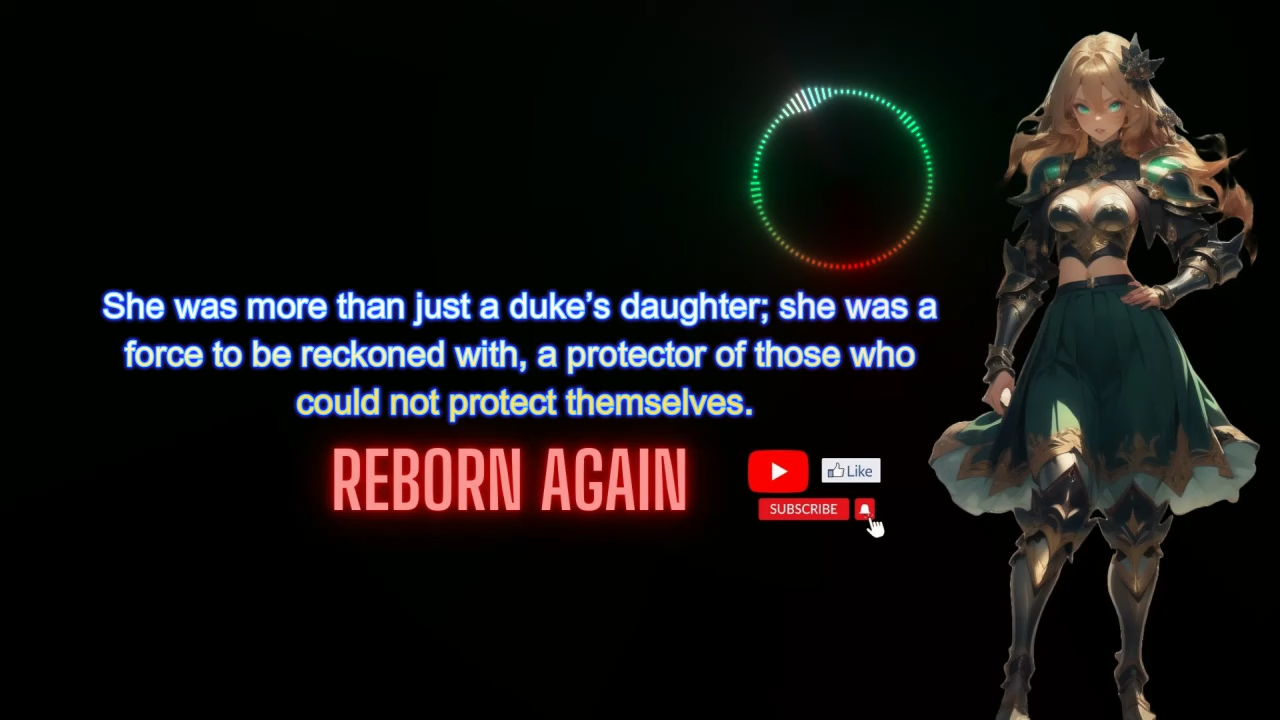 She was more than just a duke’s daughter; she was a
force to be reckoned with, a protector of those who
could not protect themselves.
REBORN AGAIN
Like
SUBSCRIBE